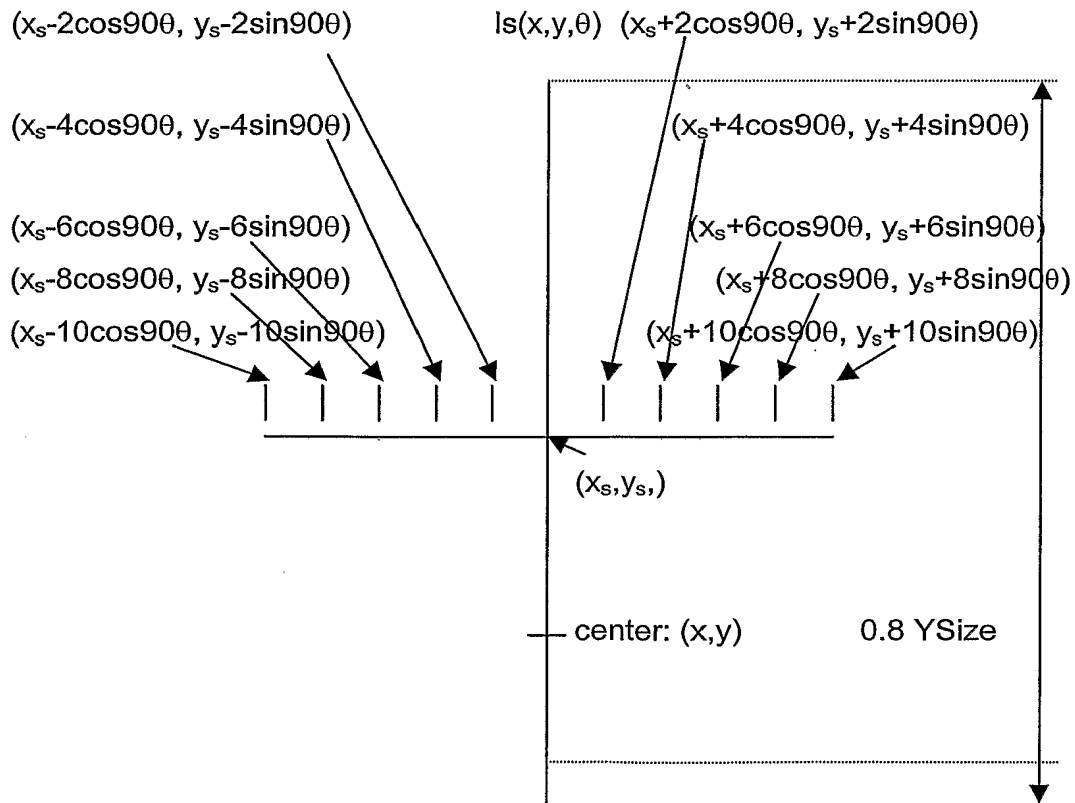 (xₛ-2cos90θ, yₛ-2sin90θ) ls(x,y,θ) (xₛ+2cos90θ, yₛ+2sin90θ)
(xₛ-4cos90θ, yₛ-4sin90θ) (xₛ+4cos90θ, yₛ+4sin90θ)
(xₛ-6cos90θ, yₛ-6sin90θ) (xₛ+6cos90θ, yₛ+6sin90θ)
(xₛ-8cos90θ, yₛ-8sin90θ) (xₛ+8cos90θ, yₛ+8sin90θ)
(xₛ-10cos90θ, yₛ-10sin90θ) (xₛ+10cos90θ, yₛ+10sin90θ)
(xₛ,yₛ,)
center: (x,y) 0.8 YSize